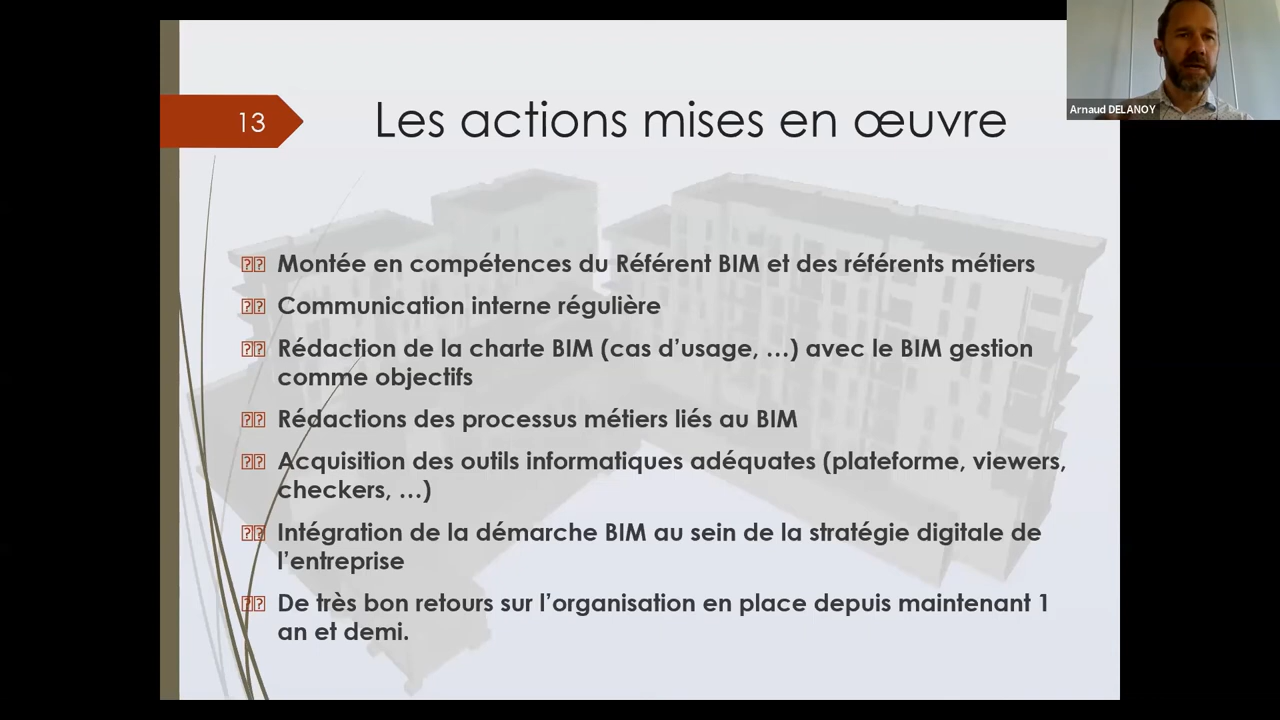 13
Les actions mises en œuvre
Arnaud DELANOY
Montée en compétences du Référent BIM et des référents métiers
Communication interne régulière
Rédaction de la charte BIM (cas d’usage, …) avec le BIM gestion
comme objectifs
Rédactions des processus métiers liés au BIM
Acquisition des outils informatiques adéquates (plateforme, viewers,
checkers, …)
Intégration de la démarche BIM au sein de la stratégie digitale de
l’entreprise
De très bon retours sur l’organisation en place depuis maintenant 1
an et demi.